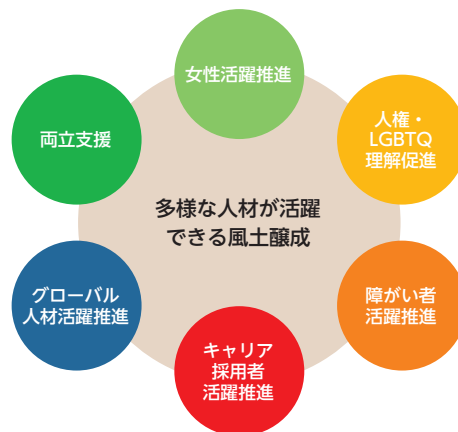 女性活躍推進
人権・
LGBTQ
理解促進
両立支援
多様な人材が活躍
できる風土醸成
障がい者
活躍推進
グローバル
人材活躍推進
キャリア
採用者
活躍推進